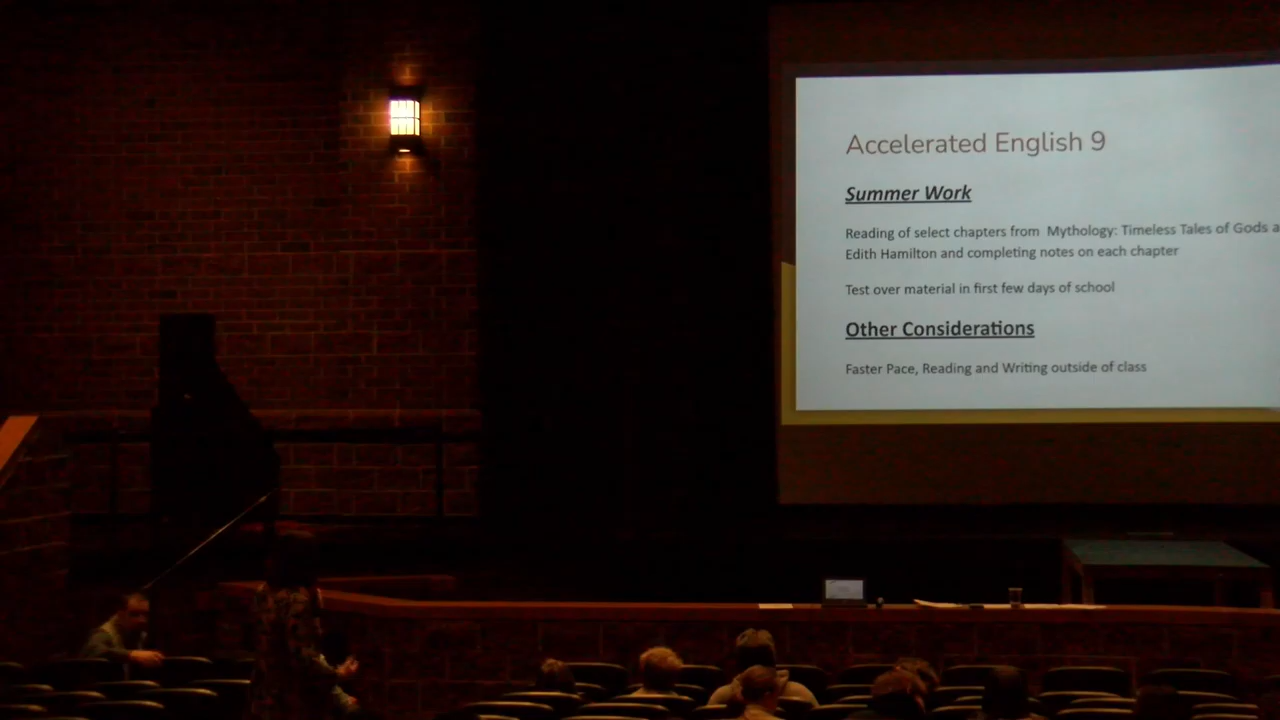 Accelerated English 9
Summer Work
Reading of select chapters from Mythology: Timeless Tales of Gods a
Edith Hamilton and completing notes on each chapter
Test over material in first few days of school
Other Considerations
Faster Pace, Reading and Writing outside of class